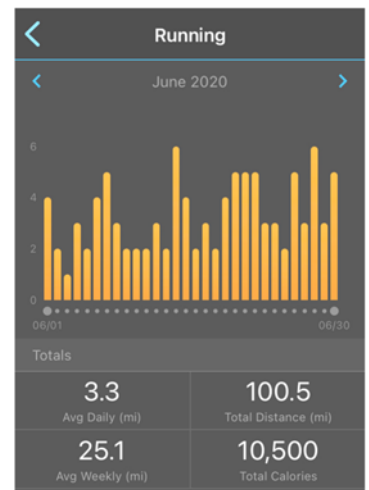 Running
June 2020
6
4
2
0
06/01 06/30
Totals
3.3 100.5
Avg Daily (mi) Total Distance (mi)
25.1 10,500
Avg Weekly (mi) Total Calories